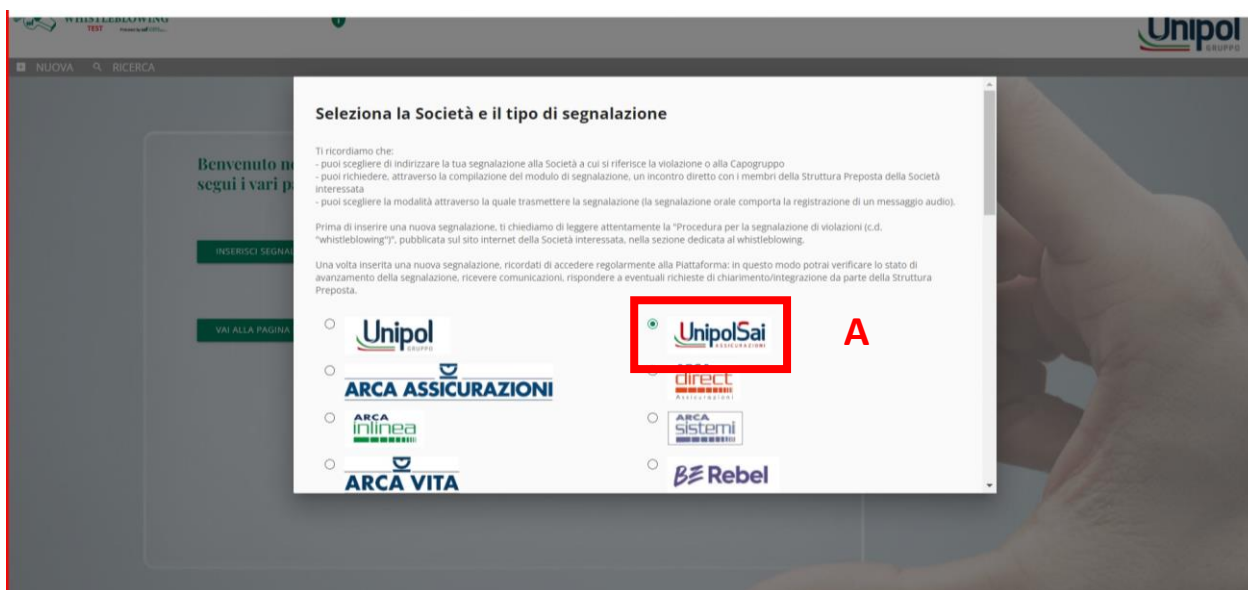 WHISTLEBLOWING
TEST
Unipol
GRUPPO
NUOVA RICERCA
Seleziona la Società e il tipo di segnalazione
Ti ricordiamo che:
- puoi scegliere di indirizzare la tua segnalazione alla Società a cui si riferisce la violazione o alla Capogruppo
- puoi richiedere, attraverso la compilazione del modulo di segnalazione, un incontro diretto con i membri della Struttura Preposta della Società
interessata
- puoi scegliere la modalità attraverso la quale trasmettere la segnalazione (la segnalazione orale comporta la registrazione di un messaggio audio).
Prima di inserire una nuova segnalazione, ti chiediamo di leggere attentamente la "Procedura per la segnalazione di violazioni (c.d.
"whistleblowing")", pubblicata sul sito internet della Società interessata, nella sezione dedicata al whistleblowing.
Una volta inserita una nuova segnalazione, ricordati di accedere regolarmente alla Piattaforma: in questo modo potrai verificare lo stato di
avanzamento della segnalazione, ricevere comunicazioni, rispondere a eventuali richieste di chiarimento/integrazione da parte della Struttura
Preposta.
Benvenuto ne
segui i vari pa
INSERISCI SEGNAL
VAI ALLA PAGINA
Unipol
GRUPPO
UnipolSai
ASSICURAZIONI
A
ARCA ASSICURAZIONI
ARCA
direct
Assicurazioni
ARCA
inlinea
ARCA
sistemi
ARCA VITA
BE Rebel